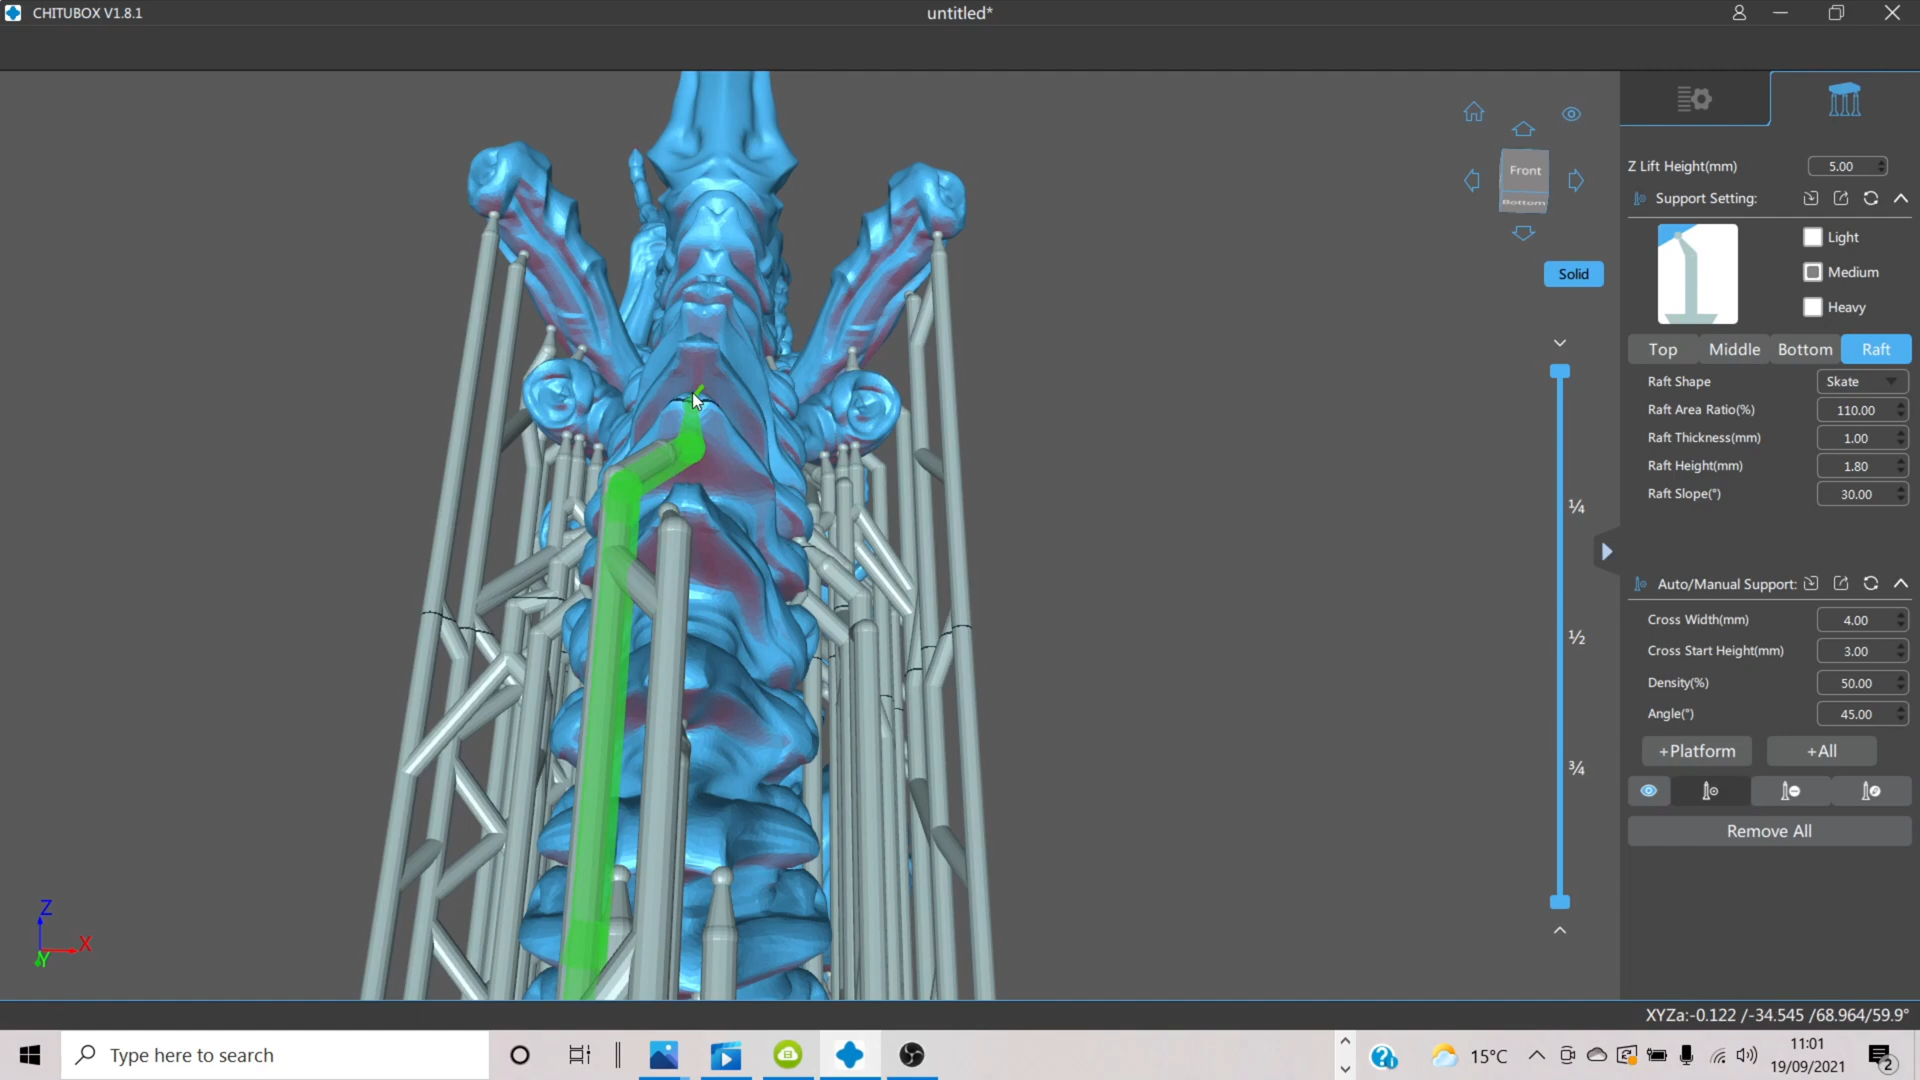 CHITUBOX V1.8.1
untitled*
Front
Bottom
Solid
¼
½
¾
Z Lift Height(mm) 5.00
Support Setting:
Light
Medium
Heavy
Top Middle Bottom Raft
Raft Shape Skate
Raft Area Ratio(%) 110.00
Raft Thickness(mm) 1.00
Raft Height(mm) 1.80
Raft Slope(°) 30.00
Auto/Manual Support:
Cross Width(mm) 4.00
Cross Start Height(mm) 3.00
Density(%) 50.00
Angle(°) 45.00
+Platform +All
Remove All
Z
X
Y
XYZa:-0.122 /-34.545 /68.964/59.9°
Type here to search
15°C
11:01
19/09/2021
2